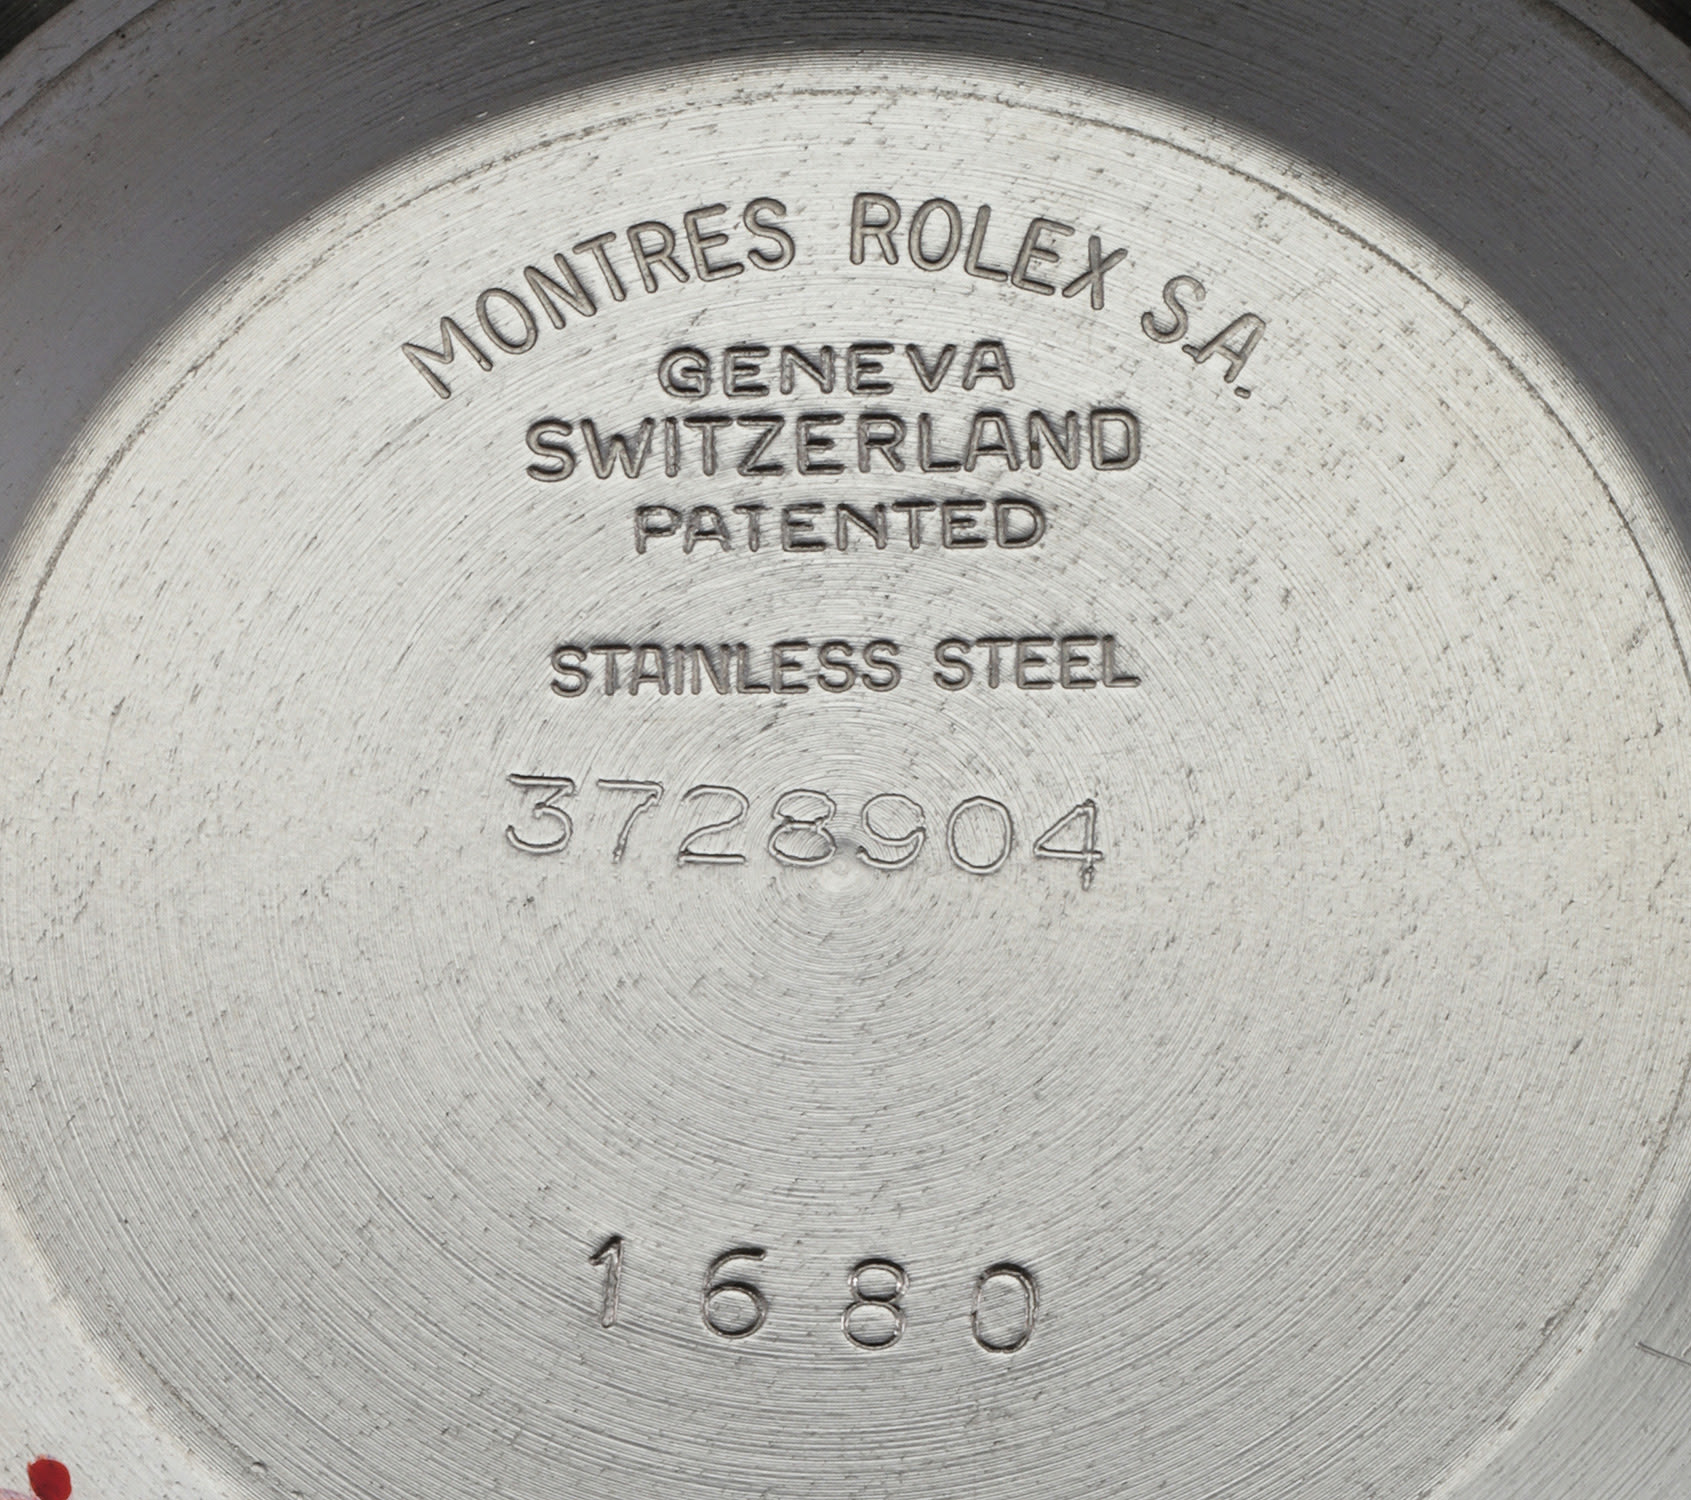 MONTRES ROLEX S.A.
GENEVA
SWITZERLAND
PATENTED
STAINLESS STEEL
3728904
1680